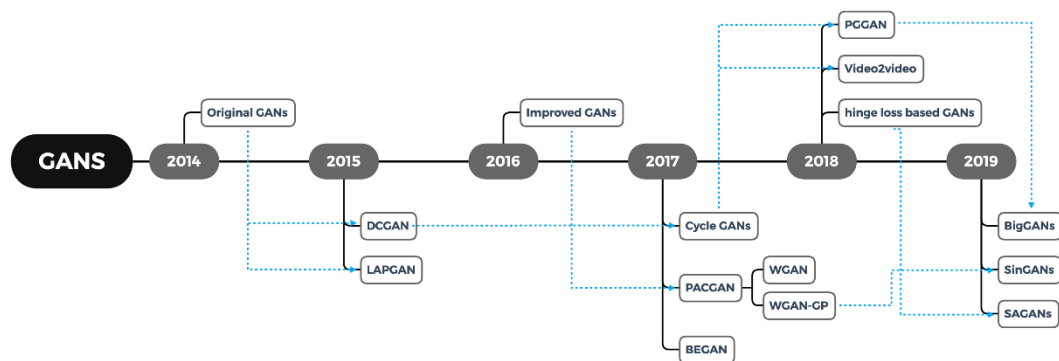 PGGAN
Video2video
Original GANs
Improved GANs
hinge loss based GANs
GANS
2014
2015
2016
2017
2018
2019
DCGAN
Cycle GANs
BigGANs
LAPGAN
WGAN
SinGANs
PACGAN
WGAN-GP
SAGANs
BEGAN